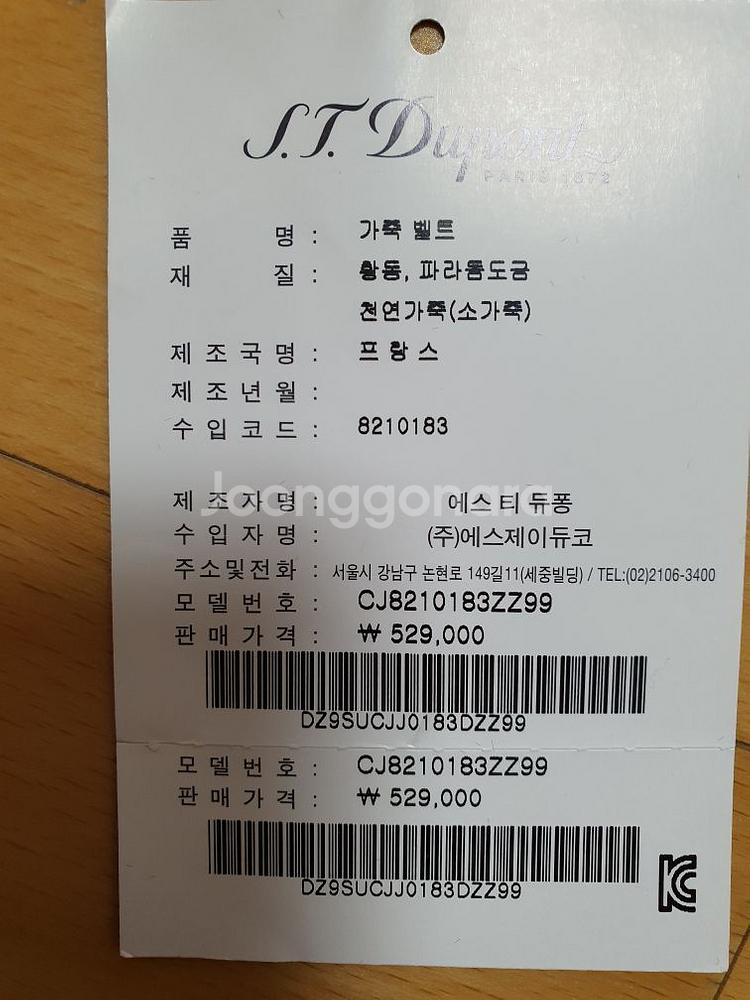 S.T. Dupont
PARIS 1872
품 명 : 가죽 벨트
재 질 : 황동, 파라듐도금
천연가죽(소가죽)
제 조 국 명 : 프랑스
제 조 년 월 :
수 입 코 드 : 8210183
Joonggonara
제 조 자 명 : 에스티듀퐁
수 입 자 명 : (주)에스제이듀코
주소및전화 : 서울시 강남구 논현로 149길11(세중빌딩) / TEL:(02)2106-3400
모 델 번 호 : CJ8210183ZZ99
판 매 가 격 : ₩ 529,000
DZ9SUCJJ0183DZZ99
모 델 번 호 : CJ8210183ZZ99
판 매 가 격 : ₩ 529,000
DZ9SUCJJ0183DZZ99
KC